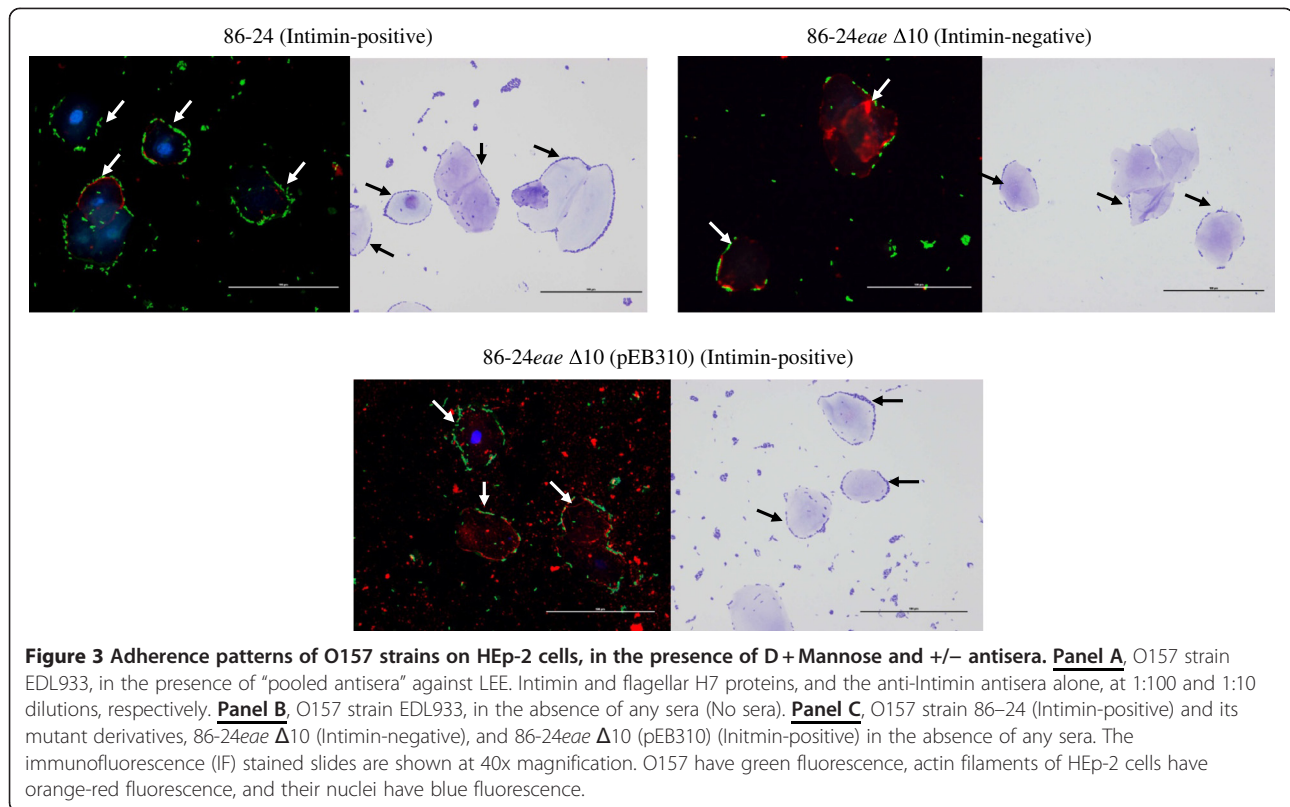 86-24 (Intimin-positive)
86-24eae Δ10 (Intimin-negative)
86-24eae Δ10 (pEB310) (Intimin-positive)
Figure 3 Adherence patterns of O157 strains on HEp-2 cells, in the presence of D + Mannose and +/− antisera. Panel A, O157 strain
EDL933, in the presence of “pooled antisera” against LEE. Intimin and flagellar H7 proteins, and the anti-Intimin antisera alone, at 1:100 and 1:10
dilutions, respectively. Panel B, O157 strain EDL933, in the absence of any sera (No sera). Panel C, O157 strain 86–24 (Intimin-positive) and its
mutant derivatives, 86-24eae Δ10 (Intimin-negative), and 86-24eae Δ10 (pEB310) (Initmin-positive) in the absence of any sera. The
immunofluorescence (IF) stained slides are shown at 40x magnification. O157 have green fluorescence, actin filaments of HEp-2 cells have
orange-red fluorescence, and their nuclei have blue fluorescence.